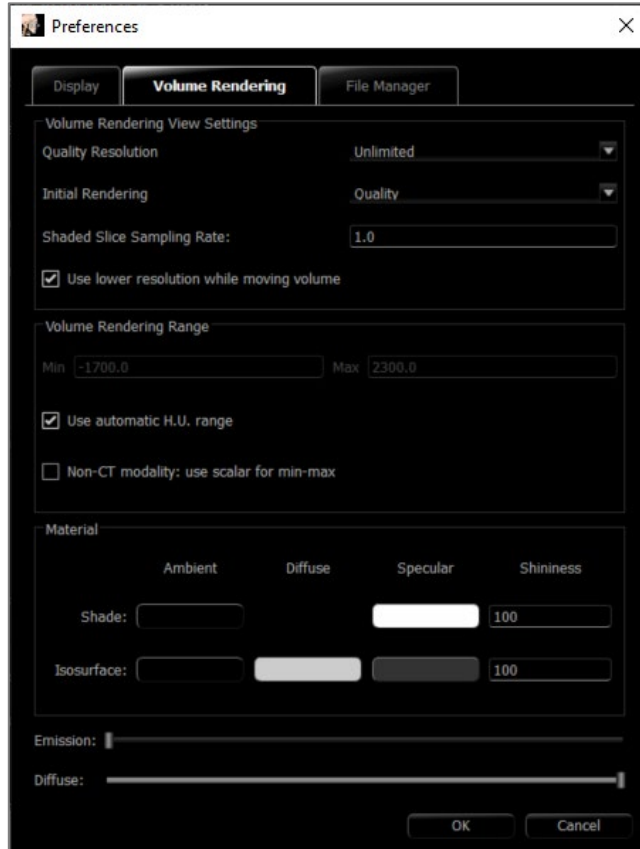 Preferences
Display Volume Rendering File Manager
Volume Rendering View Settings
Quality Resolution Unlimited
Initial Rendering Quality
Shaded Slice Sampling Rate: 1.0
Use lower resolution while moving volume
Volume Rendering Range
Min -1700.0 Max 2300.0
Use automatic H.U. range
Non-CT modality: use scalar for min-max
Material
Ambient Diffuse Specular Shininess
Shade: 100
Isosurface: 100
Emission:
Diffuse:
OK Cancel